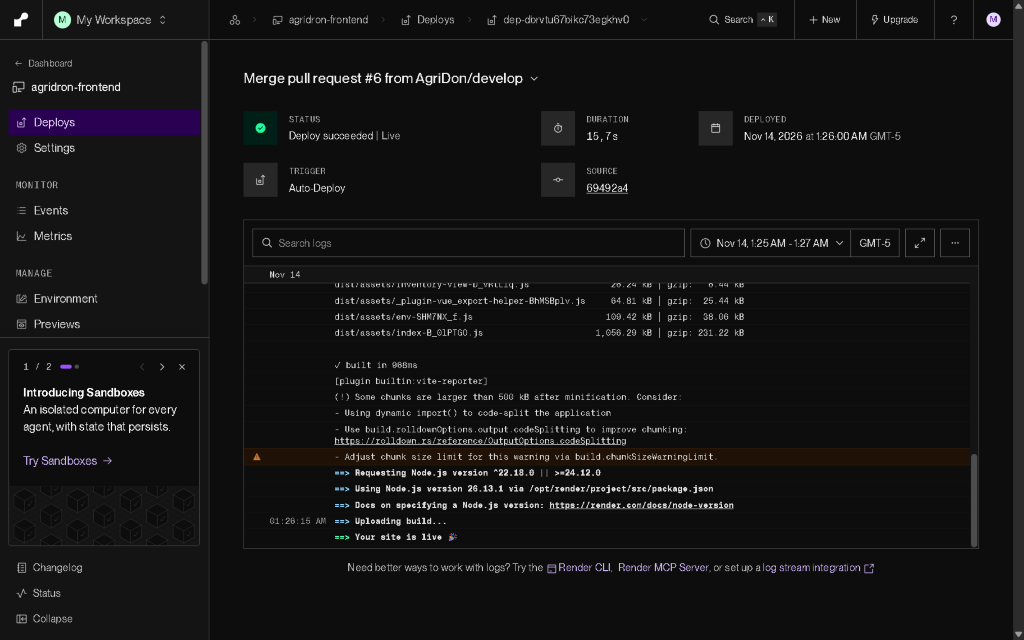 M My Workspace
agridron-frontend
Deploys
dep-dorvtu67bikc73egkhv0
Search ^ K
+ New
Upgrade
?
M
← Dashboard
agridron-frontend
Deploys
Settings
MONITOR
Events
Metrics
MANAGE
Environment
Previews
1 / 2
Introducing Sandboxes
An isolated computer for every
agent, with state that persists.
Try Sandboxes →
Changelog
Status
Collapse
Merge pull request #6 from AgriDon/develop
STATUS
Deploy succeeded | Live
DURATION
15,7s
DEPLOYED
Nov 14, 2026 at 1:26:00 AM GMT-5
TRIGGER
Auto-Deploy
SOURCE
69492a4
Search logs
Nov 14, 1:25 AM - 1:27 AM
GMT-5
...
Nov 14
dist/assets/_plugin-vue_export-helper-BhMSBplv.js 64.81 kB | gzip: 25.44 kB
dist/assets/env-SHM7NX_f.js 109.42 kB | gzip: 38.06 kB
dist/assets/index-B_0lPTGO.js 1,056.29 kB | gzip: 231.22 kB
✓ built in 968ms
[plugin builtin:vite-reporter]
(!) Some chunks are larger than 500 kB after minification. Consider:
- Using dynamic import() to code-split the application
- Use build.rolldownOptions.output.codeSplitting to improve chunking:
https://rolldown.rs/reference/OutputOptions.codeSplitting
- Adjust chunk size limit for this warning via build.chunkSizeWarningLimit.
==> Requesting Node.js version ^22.18.0 || >=24.12.0
==> Using Node.js version 26.13.1 via /opt/render/project/src/package.json
==> Docs on specifying a Node.js version: https://render.com/docs/node-version
01:26:15 AM ==> Uploading build...
==> Your site is live 🎉
Need better ways to work with logs? Try the Render CLI, Render MCP Server, or set up a log stream integration